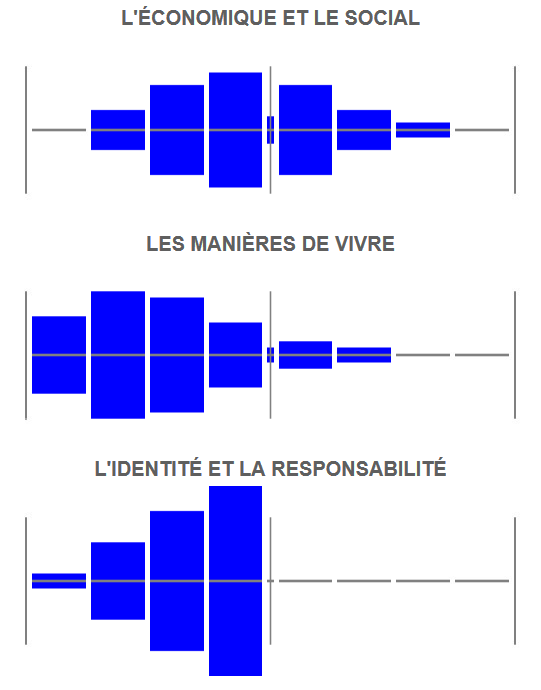 L'ÉCONOMIQUE ET LE SOCIAL
LES MANIÈRES DE VIVRE
L'IDENTITÉ ET LA RESPONSABILITÉ